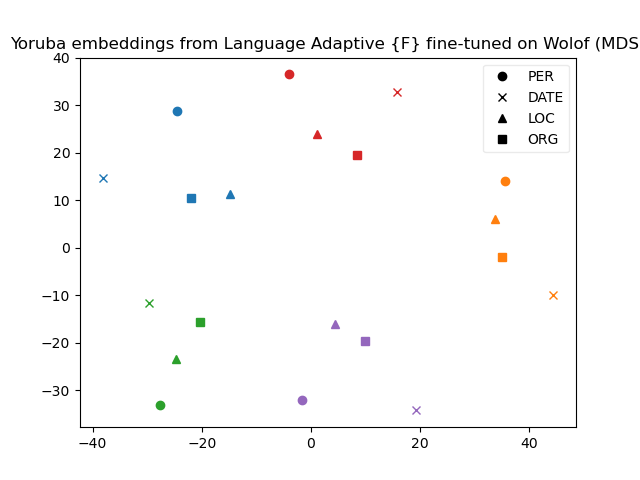 Yoruba embeddings from Language Adaptive {F} fine-tuned on Wolof (MDS
40
30
20
10
0
−10
−20
−30
−40
−20
0
20
40
PER
DATE
LOC
ORG